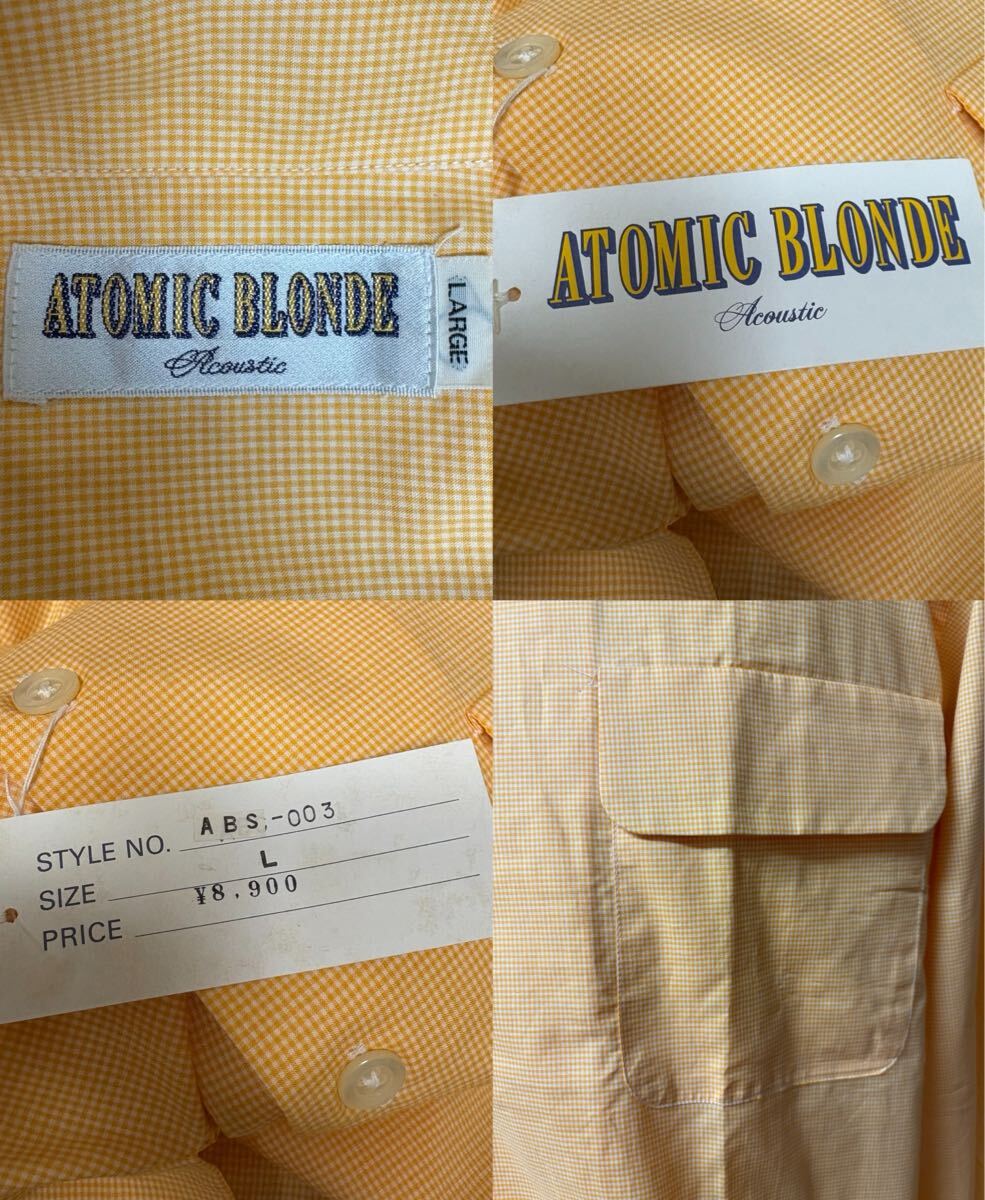 ATOMIC BLONDE
Acoustic
LARGE
ATOMIC BLONDE
Acoustic
STYLE NO. ABS,-003
SIZE L
PRICE ¥8,900